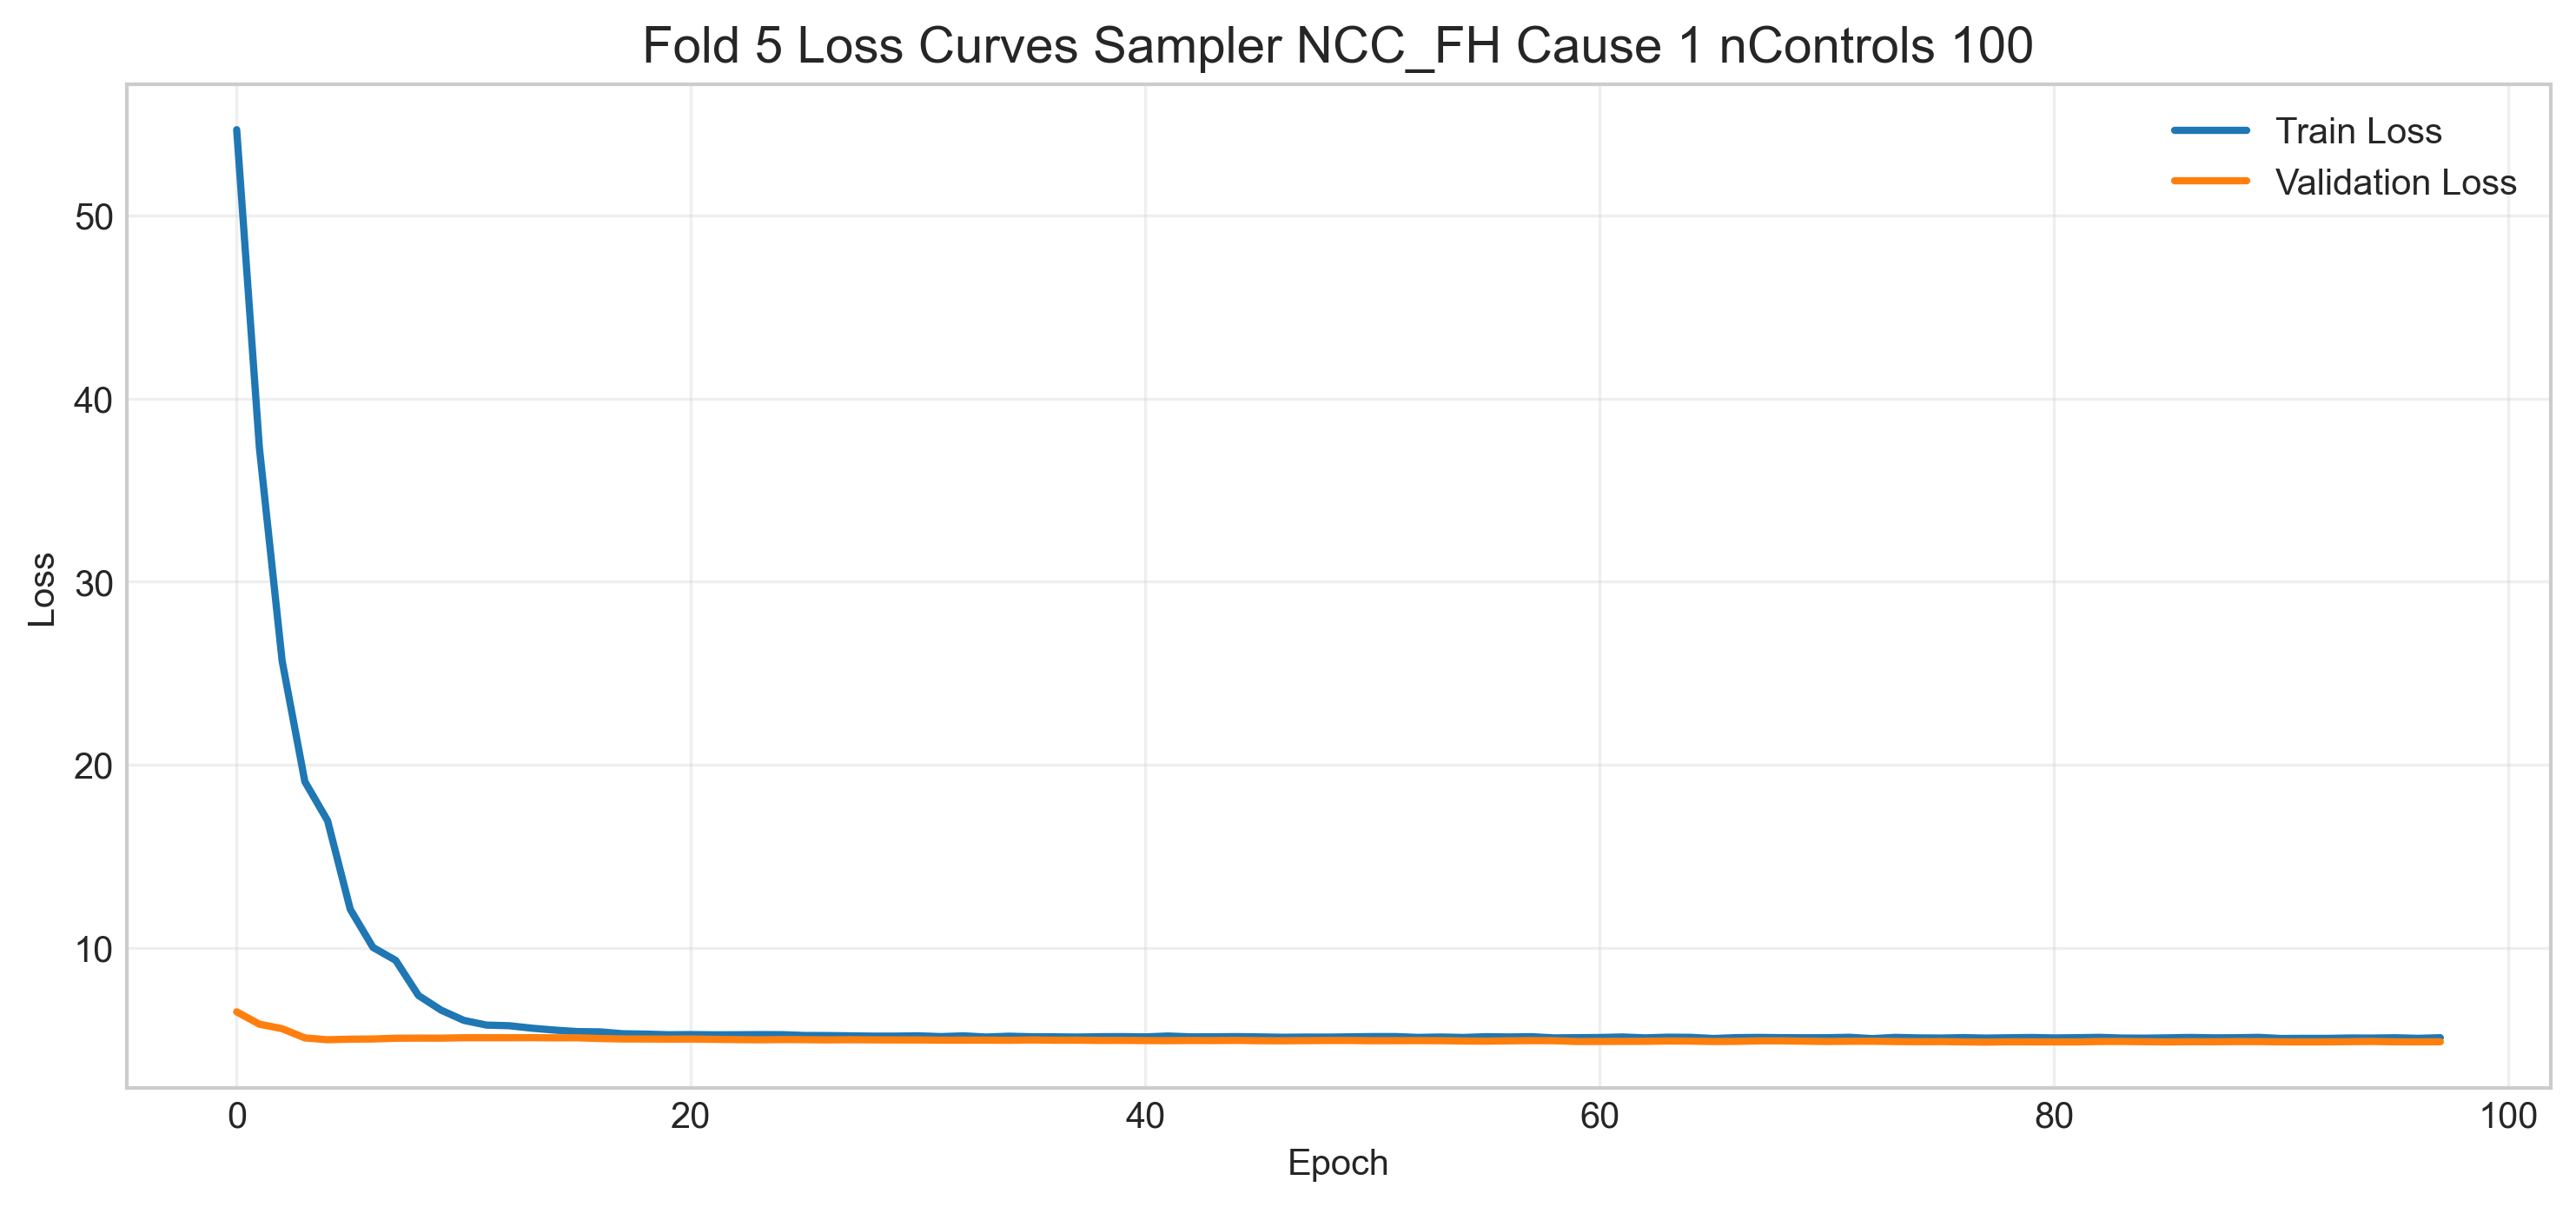 Fold 5 Loss Curves Sampler NCC_FH Cause 1 nControls 100
Train Loss
Validation Loss
50
40
30
20
10
Loss
0 20 40 60 80 100
Epoch